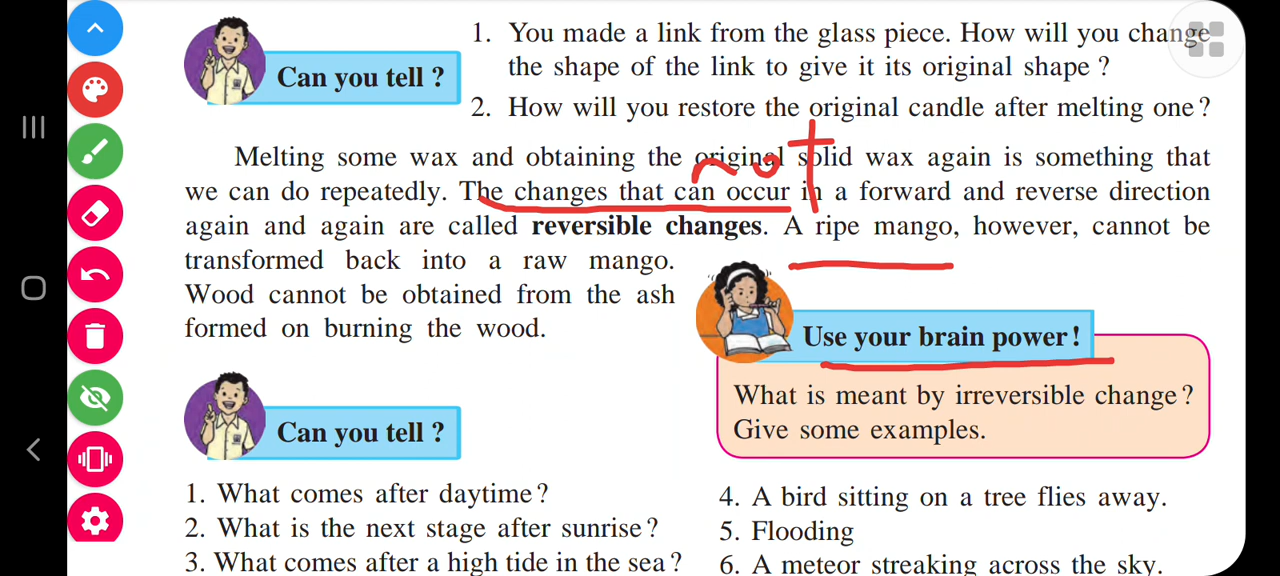 1. You made a link from the glass piece. How will you change
the shape of the link to give it its original shape ?
Can you tell ?
2. How will you restore the original candle after melting one ?
not
Melting some wax and obtaining the original solid wax again is something that
we can do repeatedly. The changes that can occur in a forward and reverse direction
again and again are called reversible changes. A ripe mango, however, cannot be
transformed back into a raw mango.
Wood cannot be obtained from the ash
formed on burning the wood.
Use your brain power !
What is meant by irreversible change ?
Give some examples.
Can you tell ?
1. What comes after daytime ?
2. What is the next stage after sunrise ?
3. What comes after a high tide in the sea ?
4. A bird sitting on a tree flies away.
5. Flooding
6. A meteor streaking across the sky.